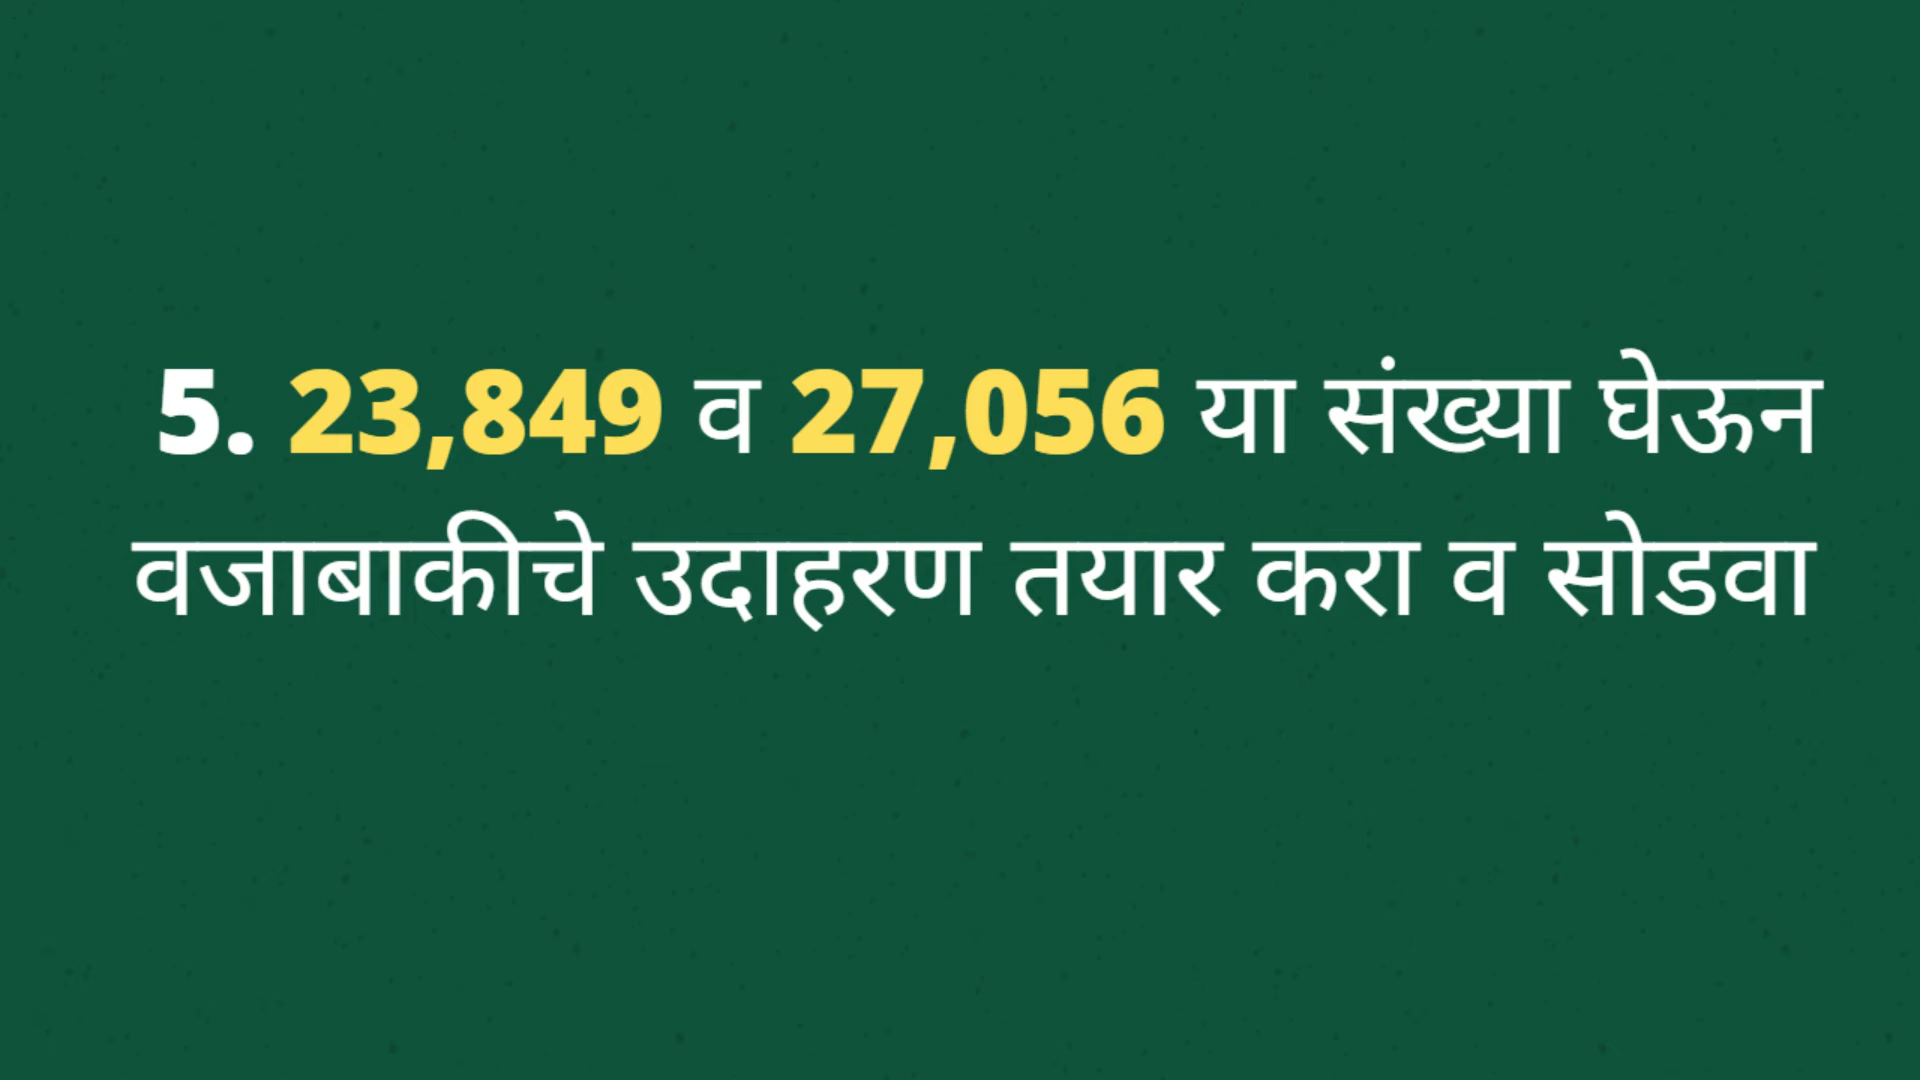 5. 23,849 व 27,056 या संख्या घेऊन
वजाबाकीचे उदाहरण तयार करा व सोडवा